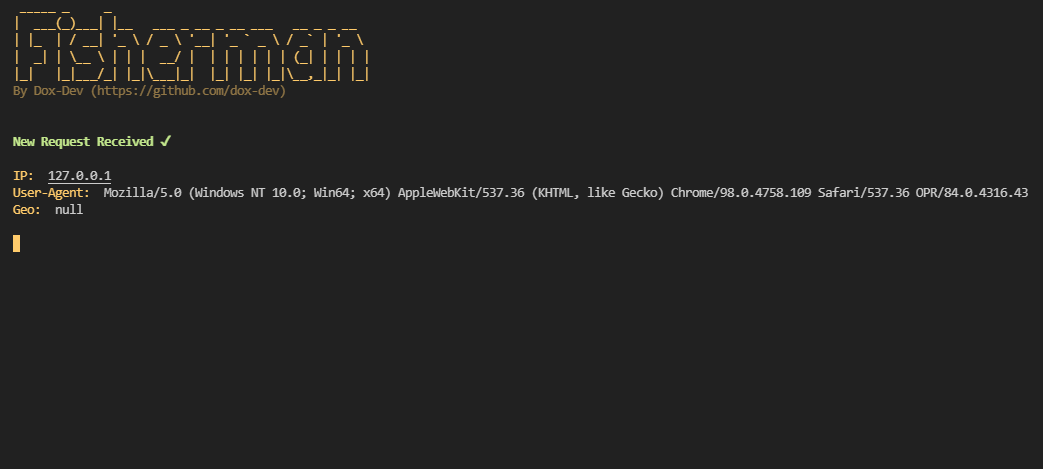 Fisherman
By Dox-Dev (https://github.com/dox-dev)
New Request Received ✓
IP: 127.0.0.1
User-Agent: Mozilla/5.0 (Windows NT 10.0; Win64; x64) AppleWebKit/537.36 (KHTML, like Gecko) Chrome/98.0.4758.109 Safari/537.36 OPR/84.0.4316.43
Geo: null